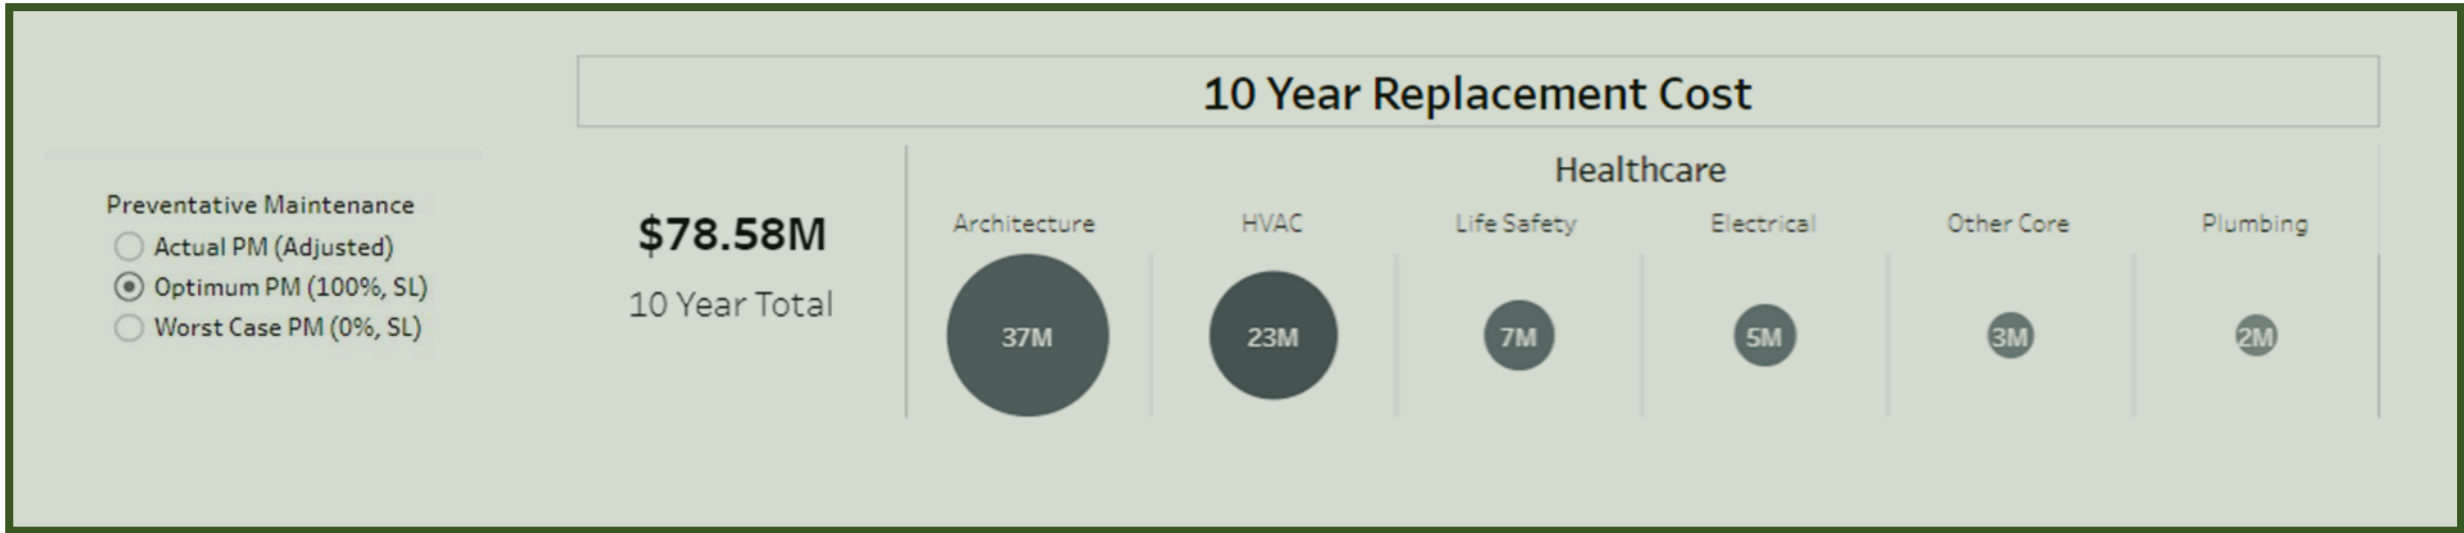 10 Year Replacement Cost
Preventative Maintenance
Actual PM (Adjusted)
Optimum PM (100%, SL)
Worst Case PM (0%, SL)
$78.58M
10 Year Total
Healthcare
Architecture HVAC Life Safety Electrical Other Core Plumbing
37M 23M 7M 5M 3M 2M